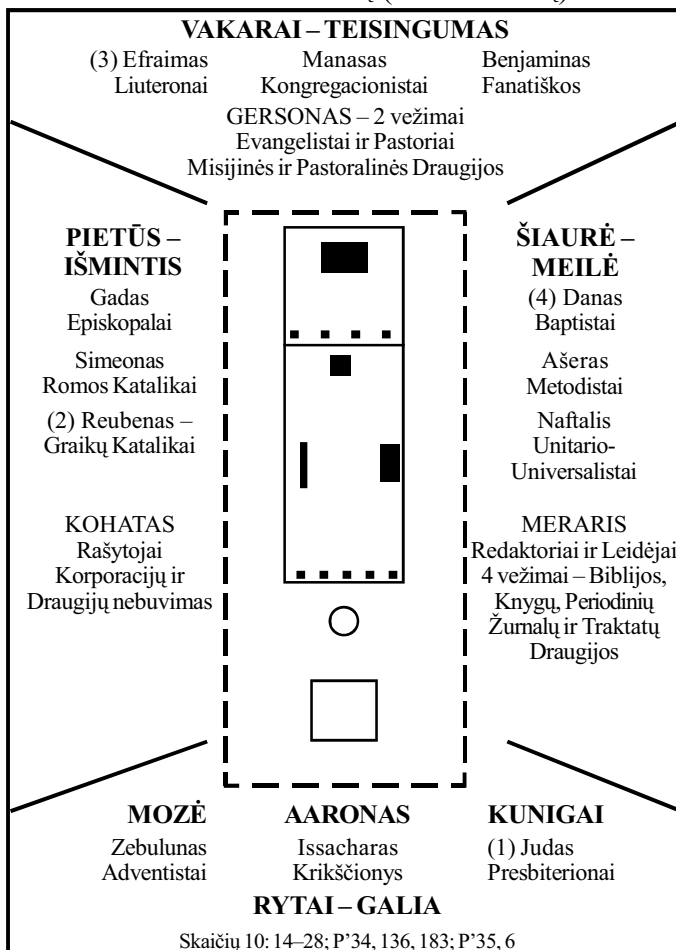 VAKARAI – TEISINGUMAS
(3) Efraimas Manasas Benjaminas
Liuteronai Kongregacionistai Fanatiškos
GERSONAS – 2 vežimai
Evangelistai ir Pastoriai
Misijinės ir Pastoralinės Draugijos
PIETŪS –
IŠMINTIS
Gadas
Episkopalai
Simeonas
Romos Katalikai
(2) Reubenas –
Graikų Katalikai
KOHATAS
Rašytojai
Korporacijų ir
Draugijų nebuvimas
ŠIAURĖ –
MEILĖ
(4) Danas
Baptistai
Ašeras
Metodistai
Naftalis
Unitario-
Universalistai
MERARIS
Redaktoriai ir Leidėjai
4 vežimai – Biblijos,
Knygų, Periodinių
Žurnalų ir Traktatų
Draugijos
MOZĖ AARONAS KUNIGAI
Zebulunas Issacharas (1) Judas
Adventistai Krikščionys Presbiterionai
RYTAI – GALIA
Skaičių 10: 14–28; P’34, 136, 183; P’35, 6